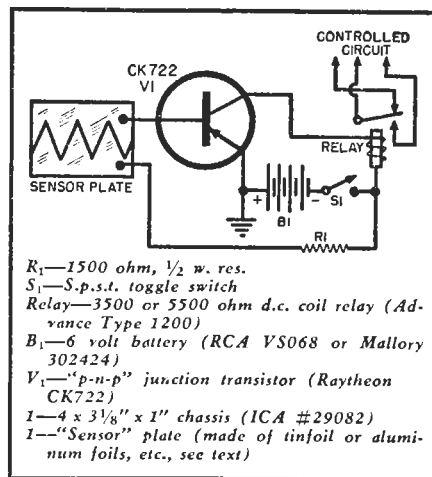 CONTROLLED
CIRCUIT
CK722
V1
RELAY
SENSOR PLATE
+
B1
-
S1
R1
R₁—1500 ohm, ½ w. res.
S₁—S.p.s.t. toggle switch
Relay—3500 or 5500 ohm d.c. coil relay (Ad-
vance Type 1200)
B₁—6 volt battery (RCA VS068 or Mallory
302424)
V₁—"p-n-p" junction transistor (Raytheon
CK722)
1—4 x 3⅛" x 1" chassis (ICA #29082)
1—"Sensor" plate (made of tinfoil or alumi-
num foils, etc., see text)